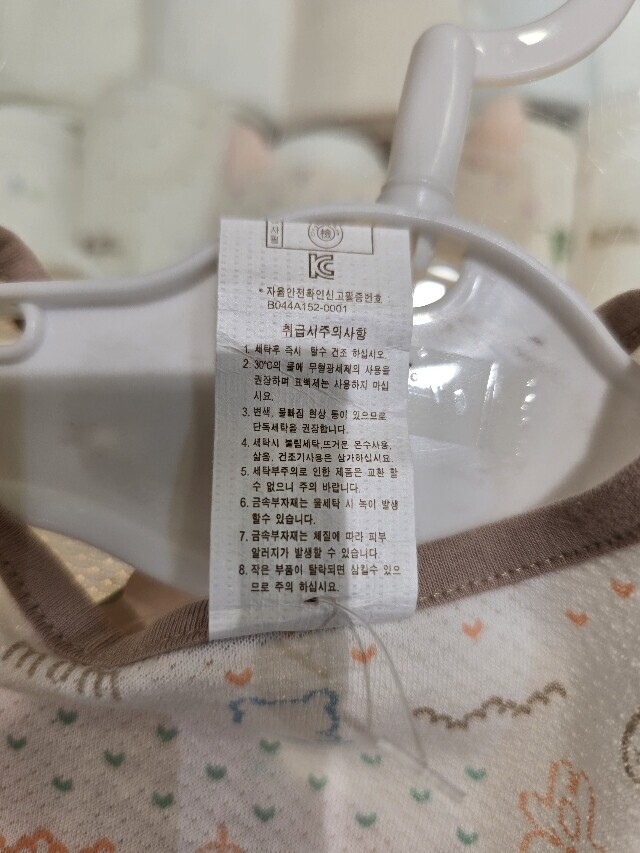 사필
檢
KC
* 자율안전확인신고필증번호
B044A152-0001
취급시주의사항
1. 세탁후 즉시 탈수 건조 하십시오
2. 30℃의 물에 무형광세제의 사용을
권장하며 표백제는 사용하지 마십
시요.
3. 변색, 물빠짐 현상 등이 있으므로
단독세탁을 권장합니다.
4. 세탁시 불림세탁,뜨거운 온수사용,
삶음, 건조기사용은 삼가하십시요.
5. 세탁부주의로 인한 제품은 교환 할
수 없으니 주의 바랍니다.
6. 금속부자재는 물세탁 시 녹이 발생
할수 있습니다.
7. 금속부자재는 체질에 따라 피부
알러지가 발생할 수 있습니다.
8. 작은 부품이 탈락되면 삼킬수 있으
므로 주의 하십시요.